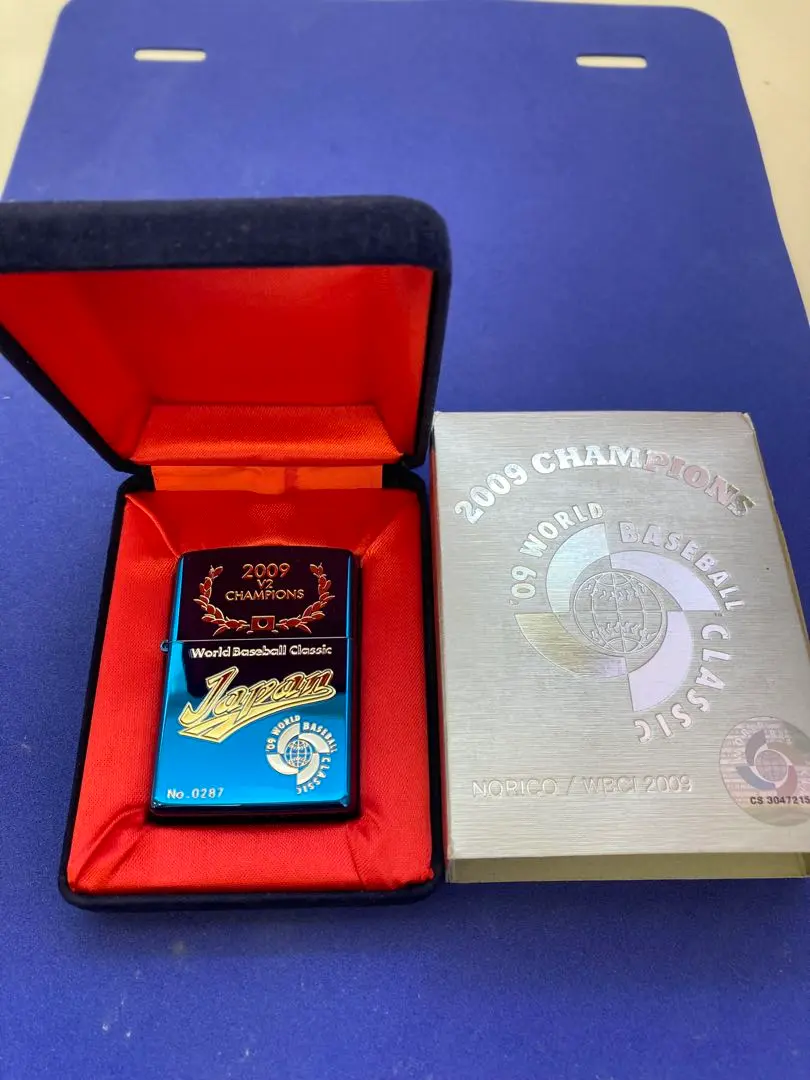 2009
V2
CHAMPIONS
World Baseball Classic
Japan
'09 WORLD BASEBALL CLASSIC
No.0287
2009 CHAMPIONS
'09 WORLD BASEBALL CLASSIC
NORICO / WBCI 2009
CS 3047215